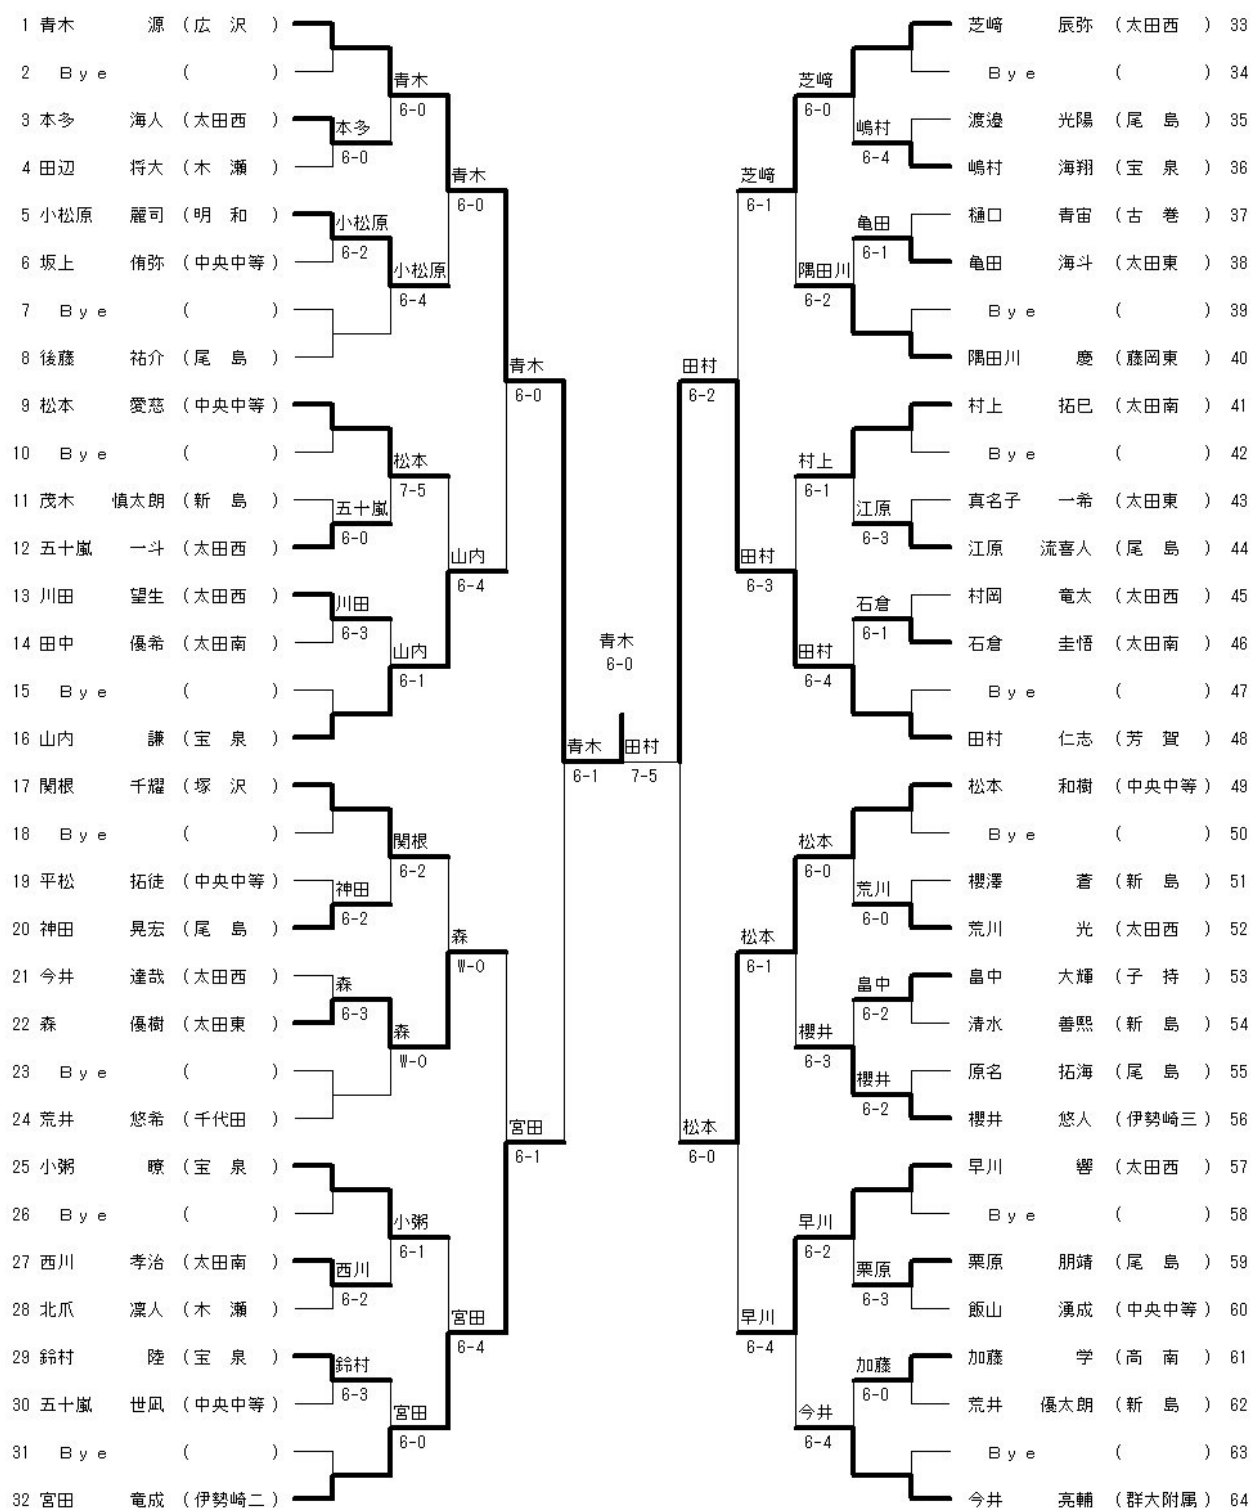 1 青木 源 (広 沢 )
2 Bye ( )
3 本多 海人 (太田西 )
4 田辺 将大 (木 瀬 )
5 小松原 麗司 (明 和 )
6 坂上 侑弥 (中央中等)
7 Bye ( )
8 後藤 祐介 (尾 島 )
9 松本 愛慈 (中央中等)
10 Bye ( )
11 茂木 慎太朗 (新 島 )
12 五十嵐 一斗 (太田西 )
13 川田 望生 (太田西 )
14 田中 優希 (太田南 )
15 Bye ( )
16 山内 謙 (宝 泉 )
17 関根 千耀 (塚 沢 )
18 Bye ( )
19 平松 拓徒 (中央中等)
20 神田 晃宏 (尾 島 )
21 今井 達哉 (太田西 )
22 森 優樹 (太田東 )
23 Bye ( )
24 荒井 悠希 (千代田 )
25 小粥 瞭 (宝 泉 )
26 Bye ( )
27 西川 孝治 (太田南 )
28 北爪 凜人 (木 瀬 )
29 鈴村 陸 (宝 泉 )
30 五十嵐 世凪 (中央中等)
31 Bye ( )
32 宮田 竜成 (伊勢崎二)
本多
6-0
小松原
6-2
五十嵐
6-0
川田
6-3
神田
6-2
森
6-3
西川
6-2
鈴村
6-3
青木
6-0
小松原
6-4
松本
7-5
山内
6-1
関根
6-2
森
W-0
小粥
6-1
宮田
6-0
青木
6-0
山内
6-4
森
W-0
宮田
6-4
青木
6-0
宮田
6-1
青木
6-1
青木
6-0
田村
7-5
田村
6-2
松本
6-0
芝﨑
6-1
田村
6-3
松本
6-1
早川
6-4
芝﨑
6-0
隅田川
6-2
村上
6-1
田村
6-4
松本
6-0
櫻井
6-3
早川
6-2
今井
6-4
嶋村
6-4
亀田
6-1
江原
6-3
石倉
6-1
荒川
6-0
畠中
6-2
櫻井
6-2
栗原
6-3
加藤
6-0
芝﨑 辰弥 (太田西 ) 33
Bye ( ) 34
渡邉 光陽 (尾 島 ) 35
嶋村 海翔 (宝 泉 ) 36
樋口 青宙 (古 巻 ) 37
亀田 海斗 (太田東 ) 38
Bye ( ) 39
隅田川 慶 (藤岡東 ) 40
村上 拓巳 (太田南 ) 41
Bye ( ) 42
真名子 一希 (太田東 ) 43
江原 流喜人 (尾 島 ) 44
村岡 竜太 (太田西 ) 45
石倉 圭悟 (太田南 ) 46
Bye ( ) 47
田村 仁志 (芳 賀 ) 48
松本 和樹 (中央中等) 49
Bye ( ) 50
櫻澤 蒼 (新 島 ) 51
荒川 光 (太田西 ) 52
畠中 大輝 (子 持 ) 53
清水 善熙 (新 島 ) 54
原名 拓海 (尾 島 ) 55
櫻井 悠人 (伊勢崎三) 56
早川 響 (太田西 ) 57
Bye ( ) 58
栗原 朋靖 (尾 島 ) 59
飯山 湧成 (中央中等) 60
加藤 学 (高 南 ) 61
荒井 優太朗 (新 島 ) 62
Bye ( ) 63
今井 亮輔 (群大附属) 64